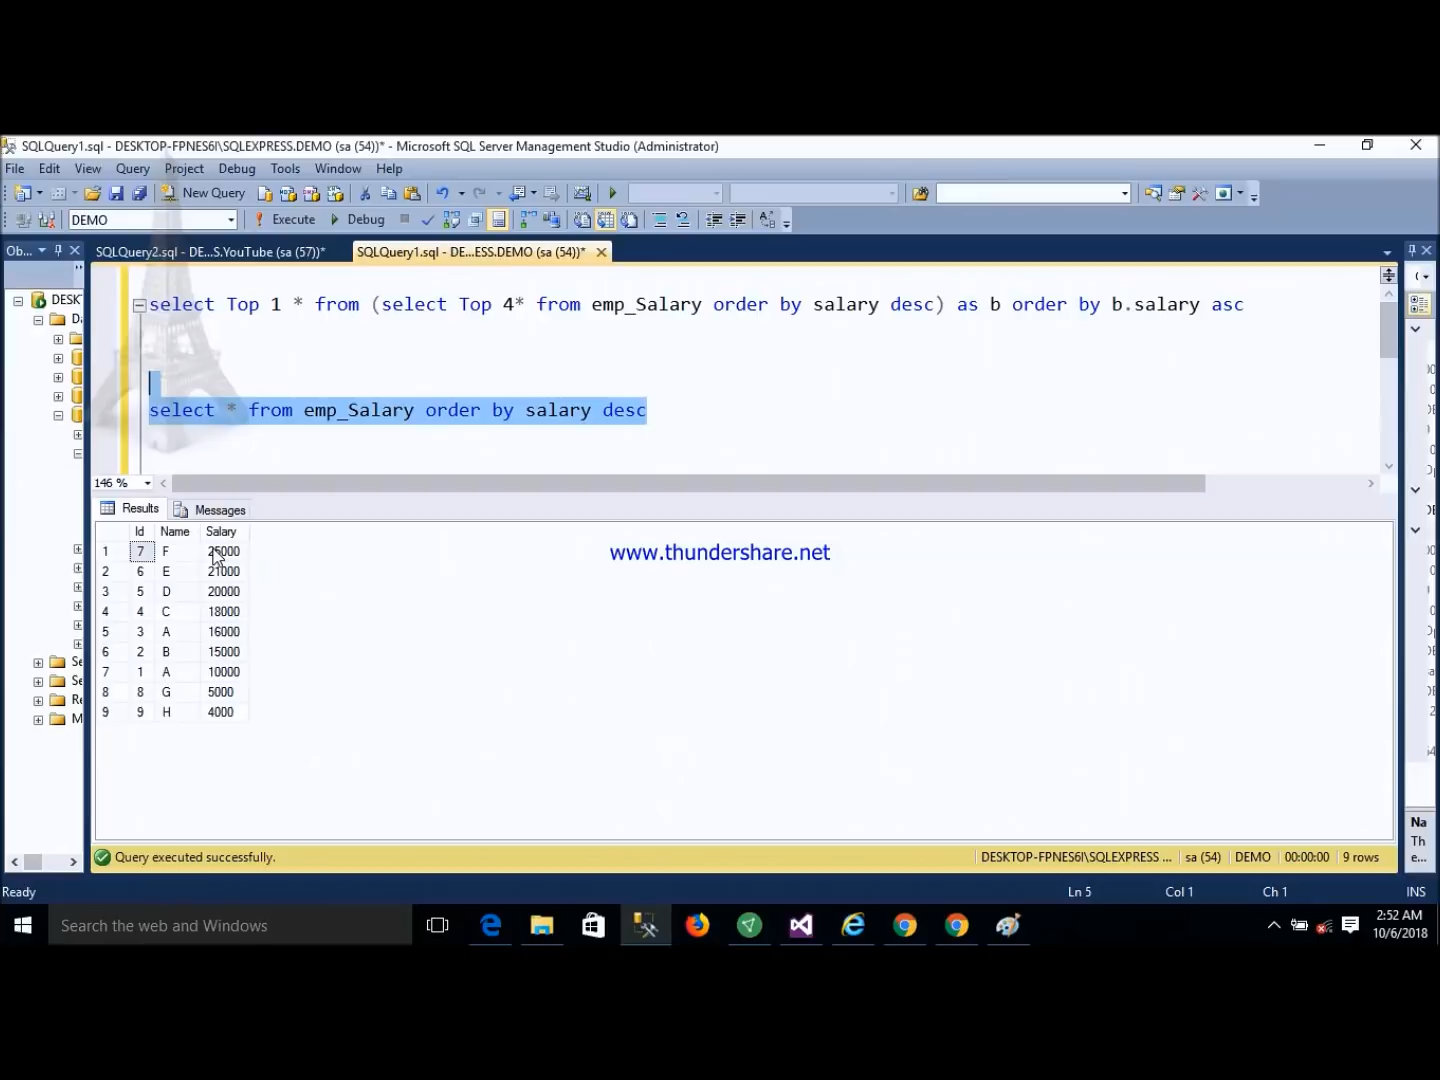 SQLQuery1.sql - DESKTOP-FPNES6I\SQLEXPRESS.DEMO (sa (54))* - Microsoft SQL Server Management Studio (Administrator)
File Edit View Query Project Debug Tools Window Help
New Query
DEMO Execute Debug
Ob... SQLQuery2.sql - DE...S.YouTube (sa (57))* SQLQuery1.sql - DE...ESS.DEMO (sa (54))*
select Top 1 * from (select Top 4* from emp_Salary order by salary desc) as b order by b.salary asc
select * from emp_Salary order by salary desc
146 %
Results Messages
Id Name Salary
1 7 F
2 6 E 21000
3 5 D 20000
4 4 C 18000
5 3 A 16000
6 2 B 15000
7 1 A 10000
8 8 G 5000
9 9 H 4000
www.thundershare.net
Na
Th
e...
Query executed successfully. DESKTOP-FPNES6I\SQLEXPRESS ... sa (54) DEMO 00:00:00 9 rows
Ready Ln 5 Col 1 Ch 1 INS
Search the web and Windows
2:52 AM
10/6/2018